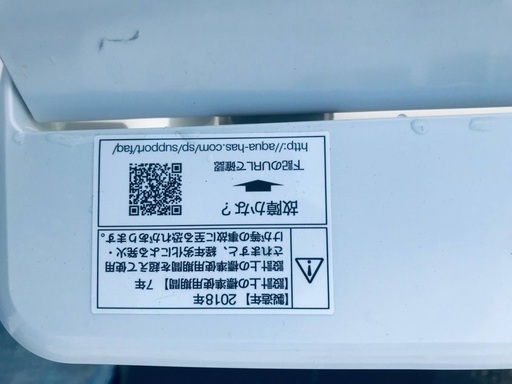 【製造年】2018年
【設計上の標準使用期間】7年
設計上の標準使用期間を超えて使用
されますと、経年劣化による発火・
けが等の事故に至る恐れがあります。
故障かな？
下記のURLで確認
http://aqua-has.com/sp/support/faq/